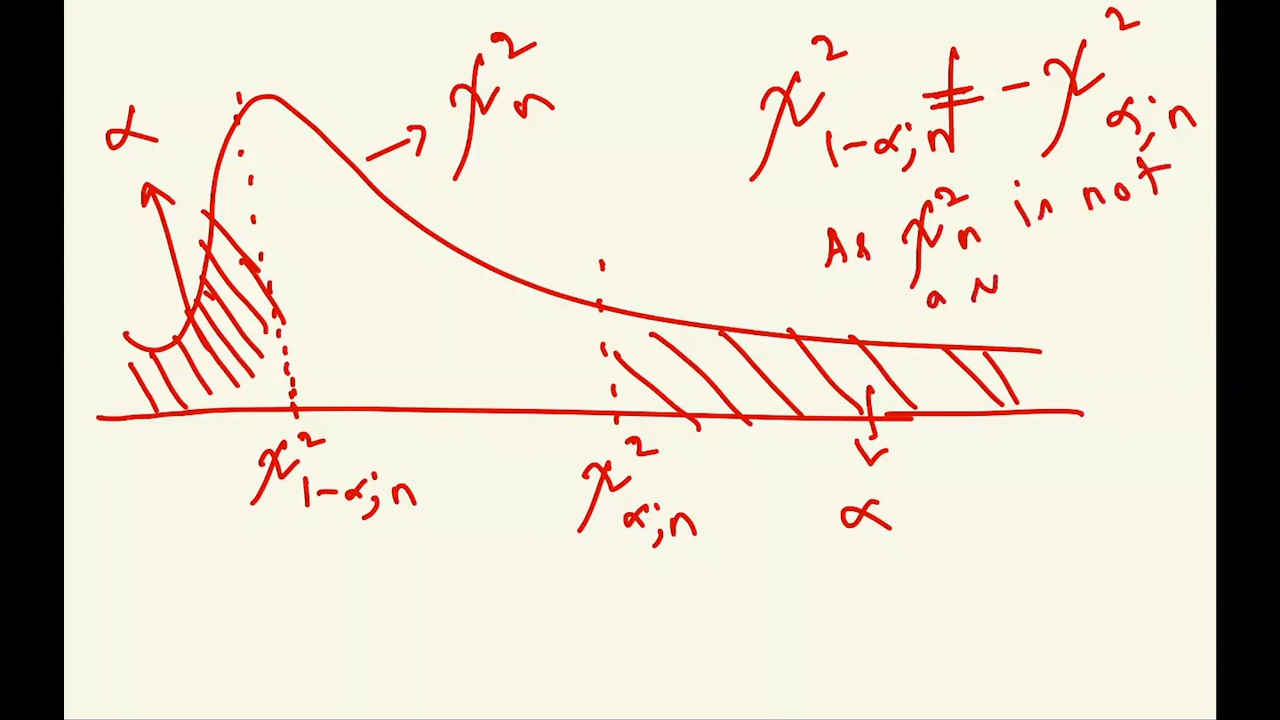 χ²ₙ
χ²₁₋α;ₙ ≠ - χ²α;ₙ
α
As χ²ₙ is not
a N
χ²₁₋α;ₙ
χ²α;ₙ
α